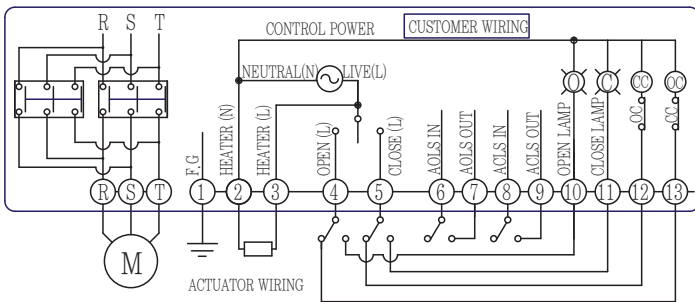 R S T
CONTROL POWER
CUSTOMER WIRING
NEUTRAL(N)
LIVE(L)
O
C
CC
OC
OC
CC
F.G
HEATER (N)
HEATER (L)
OPEN (L)
CLOSE (L)
AOLS IN
AOLS OUT
ACLS IN
ACLS OUT
OPEN LAMP
CLOSE LAMP
R S T 1 2 3 4 5 6 7 8 9 10 11 12 13
M
ACTUATOR WIRING